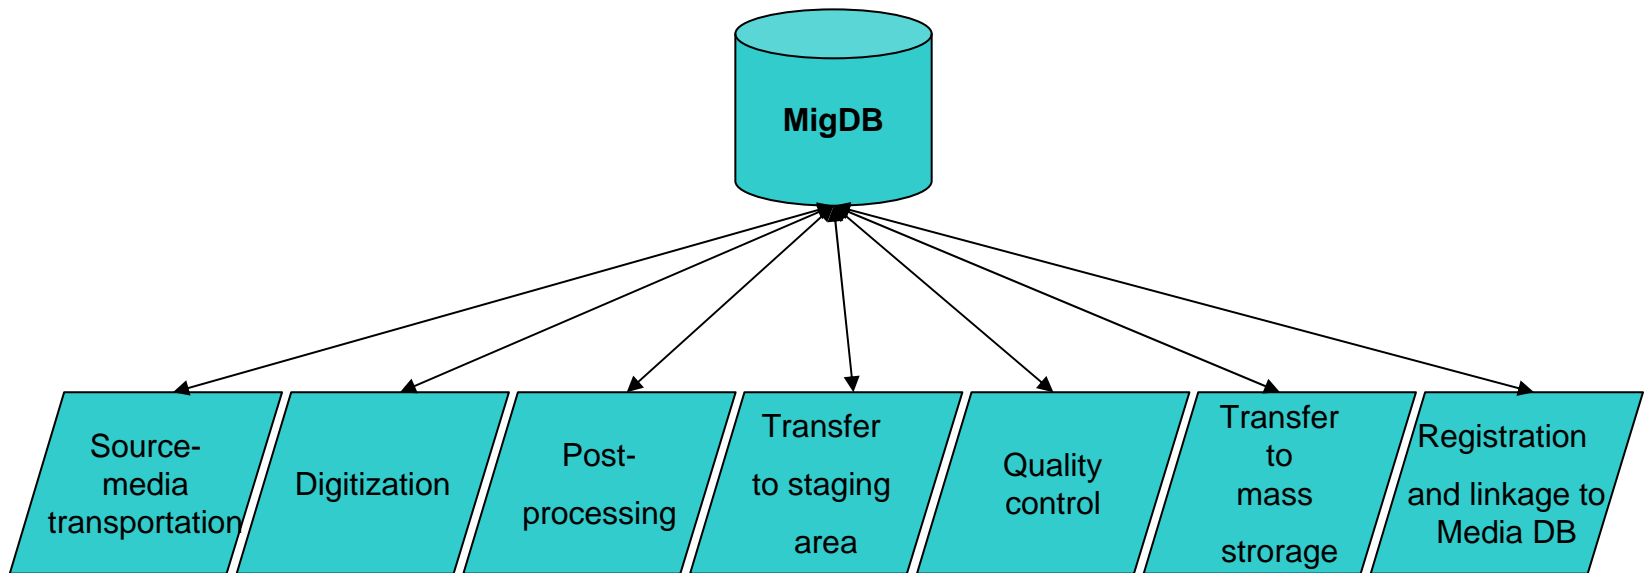 MigDB
Source-
media
transportation
Digitization
Post-
processing
Transfer
to staging
area
Quality
control
Transfer
to
mass
strorage
Registration
and linkage to
Media DB